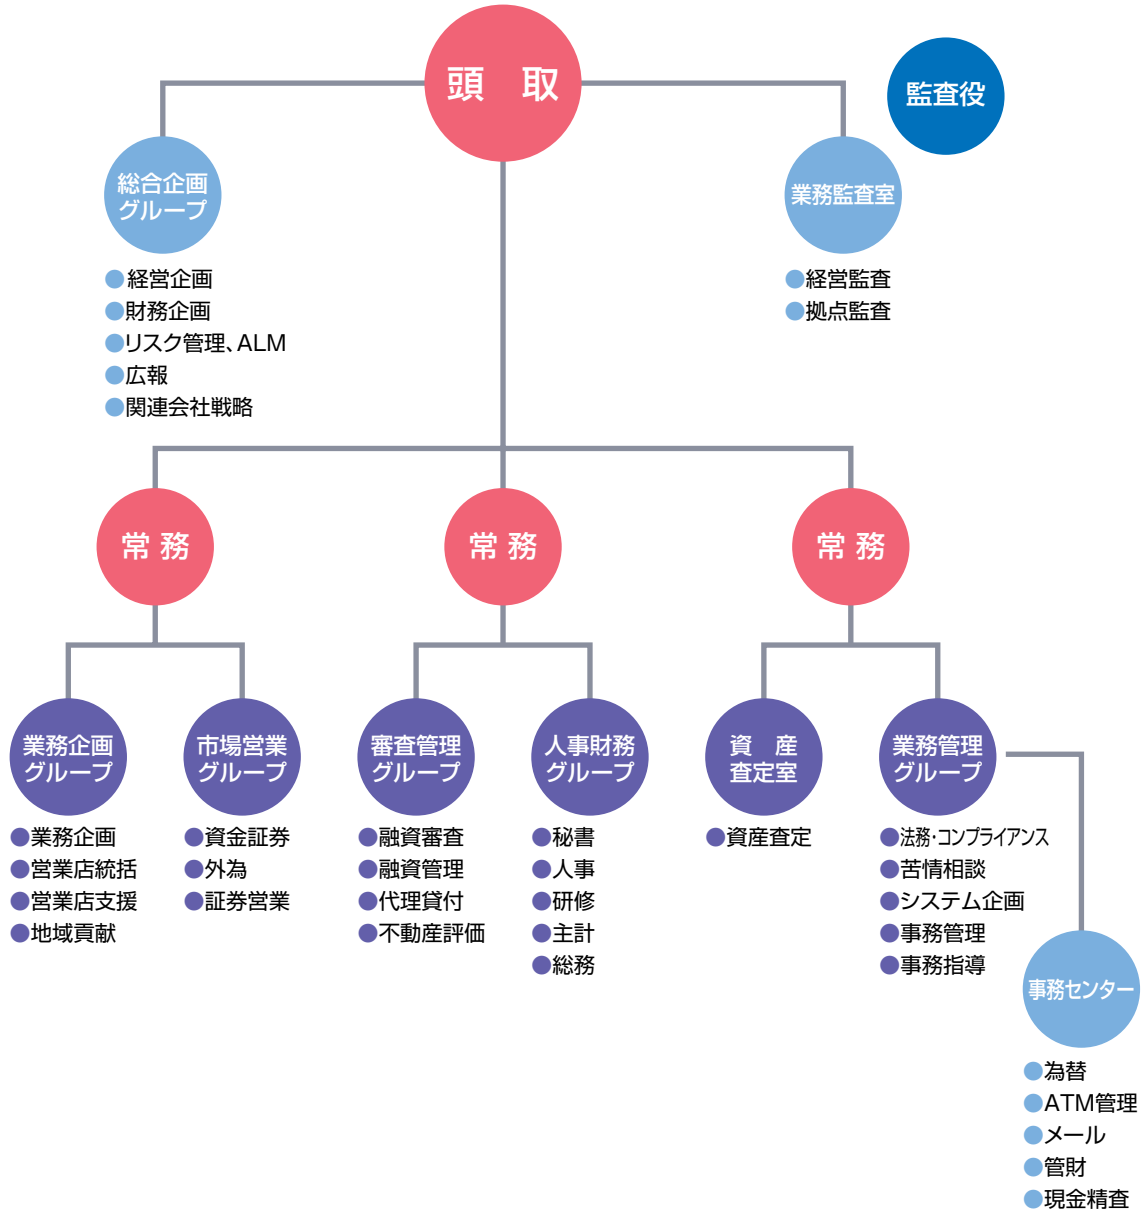 頭　取
監査役
総合企画
グループ
業務監査室
●経営企画
●財務企画
●リスク管理、ALM
●広報
●関連会社戦略
●経営監査
●拠点監査
常 務
常 務
常 務
業務企画
グループ
市場営業
グループ
審査管理
グループ
人事財務
グループ
資　産
査定室
業務管理
グループ
●業務企画
●営業店統括
●営業店支援
●地域貢献
●資金証券
●外為
●証券営業
●融資審査
●融資管理
●代理貸付
●不動産評価
●秘書
●人事
●研修
●主計
●総務
●資産査定
●法務・コンプライアンス
●苦情相談
●システム企画
●事務管理
●事務指導
事務センター
●為替
●ATM管理
●メール
●管財
●現金精査